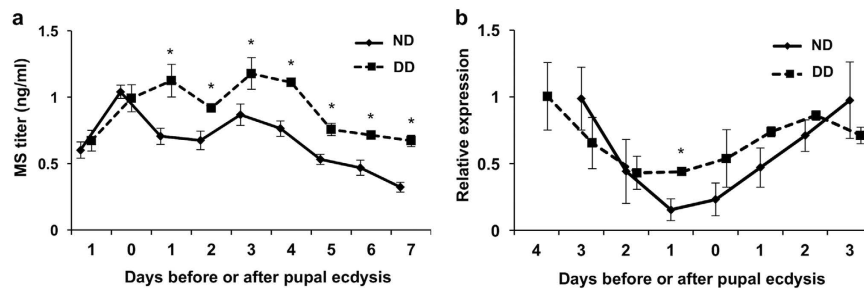 a
MS titer (ng/ml)
1.5
1
0.5
0
ND
DD
* * * * * * *
1 0 1 2 3 4 5 6 7
Days before or after pupal ecdysis
b
Relative expression
1.5
1
0.5
0
ND
DD
*
4 3 2 1 0 1 2 3
Days before or after pupal ecdysis